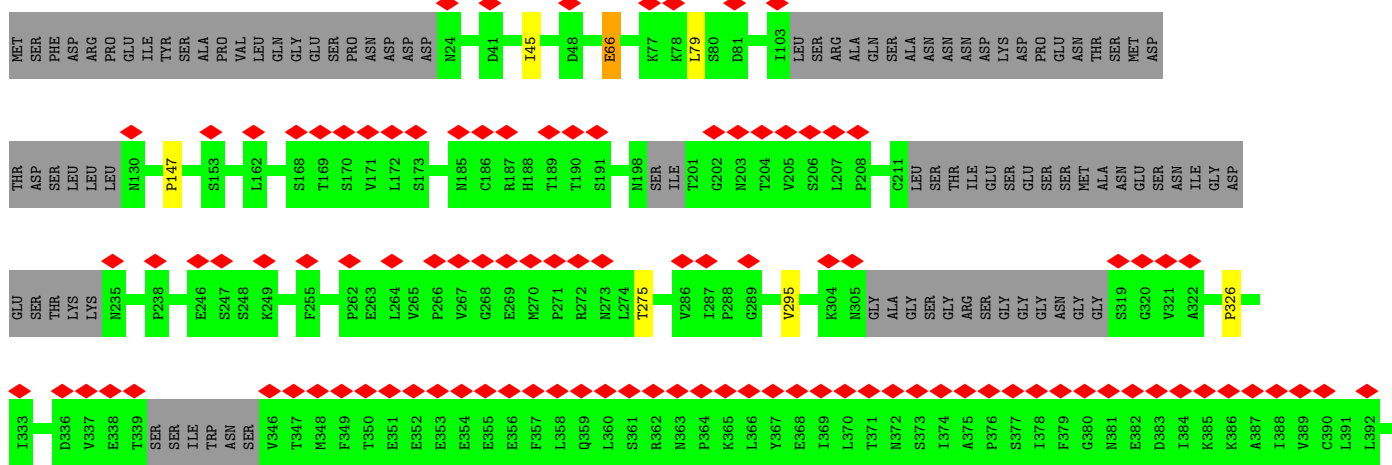 MET SER PHE ASP ARG PRO GLU ILE TYR SER ALA PRO VAL LEU GLN GLY GLU SER PRO ASN ASP ASP ASP N24 D41 I45 D48 E66 K77 K78 L79 S80 D81 I103 LEU SER ARG ALA GLN SER ALA ASN ASN ASN ASP LYS ASP PRO GLU ASN THR SER MET ASP
THR ASP SER LEU LEU LEU N130 P147 S153 L162 S168 T169 S170 V171 L172 S173 N185 C186 R187 H188 T189 T190 S191 N198 SER ILE T201 G202 N203 T204 V205 S206 L207 P208 C211 LEU SER THR ILE GLU SER GLU SER SER MET ALA ASN GLU SER ASN ILE GLY ASP
GLU SER THR LYS LYS N235 P238 E246 S247 S248 K249 F255 P262 E263 L264 V265 P266 V267 G268 E269 M270 P271 R272 N273 L274 T275 V286 I287 P288 G289 V295 K304 N305 GLY ALA GLY SER GLY ARG SER GLY GLY GLY ASN GLY GLY S319 G320 V321 A322 P326
I333 D336 V337 E338 T339 SER SER ILE TRP ASN SER V346 T347 M348 F349 T350 E351 E352 E353 E354 E355 E356 F357 L358 Q359 L360 S361 R362 N363 P364 K365 L366 Y367 E368 I369 L370 T371 N372 S373 I374 A375 P376 S377 I378 F379 G380 N381 E382 D383 I384 K385 K386 A387 I388 V389 C390 L391 L392